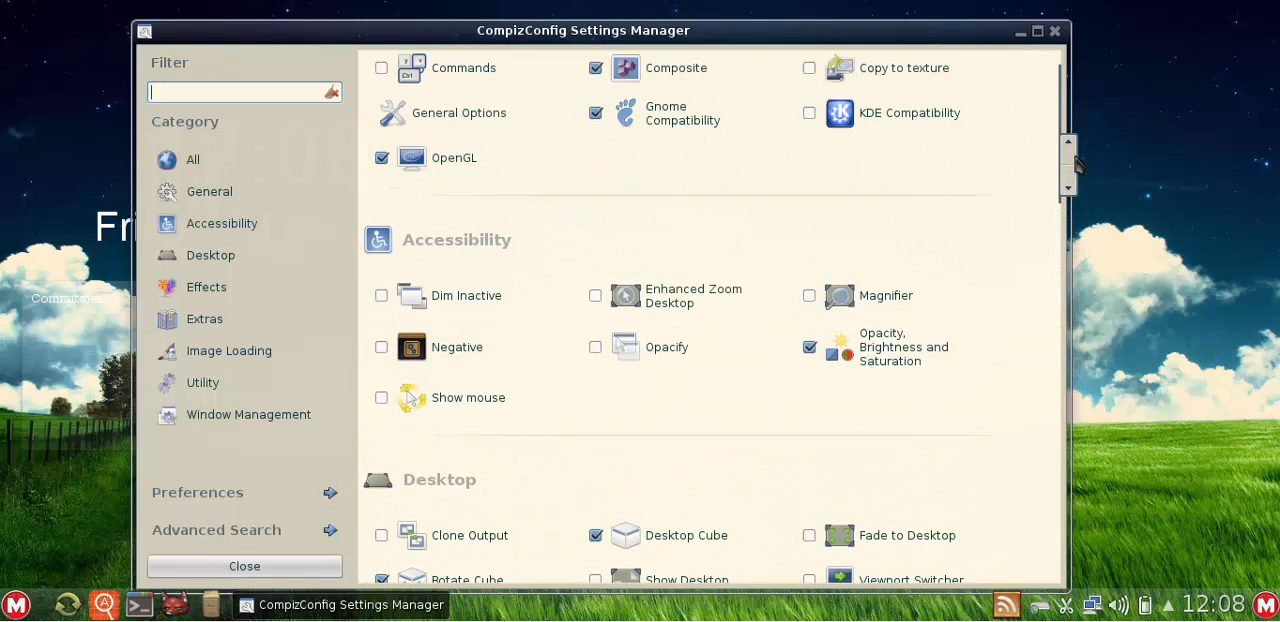 CompizConfig Settings Manager
Filter
Category
All
General
Accessibility
Desktop
Effects
Extras
Image Loading
Utility
Window Management
Preferences
Advanced Search
Close
Commands
Composite
Copy to texture
General Options
Gnome
Compatibility
KDE Compatibility
OpenGL
Accessibility
Dim Inactive
Enhanced Zoom
Desktop
Magnifier
Negative
Opacify
Opacity,
Brightness and
Saturation
Show mouse
Desktop
Clone Output
Desktop Cube
Fade to Desktop
Rotate Cube
Show Desktop
Viewport Switcher
Fri
CompizConfig Settings Manager
12:08